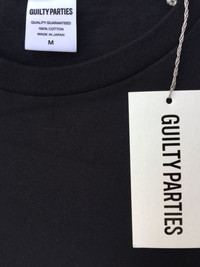 GUILTY PARTIES
QUALITY GUARANTEED
100% COTTON
MADE IN JAPAN
M
GUILTY PARTIES